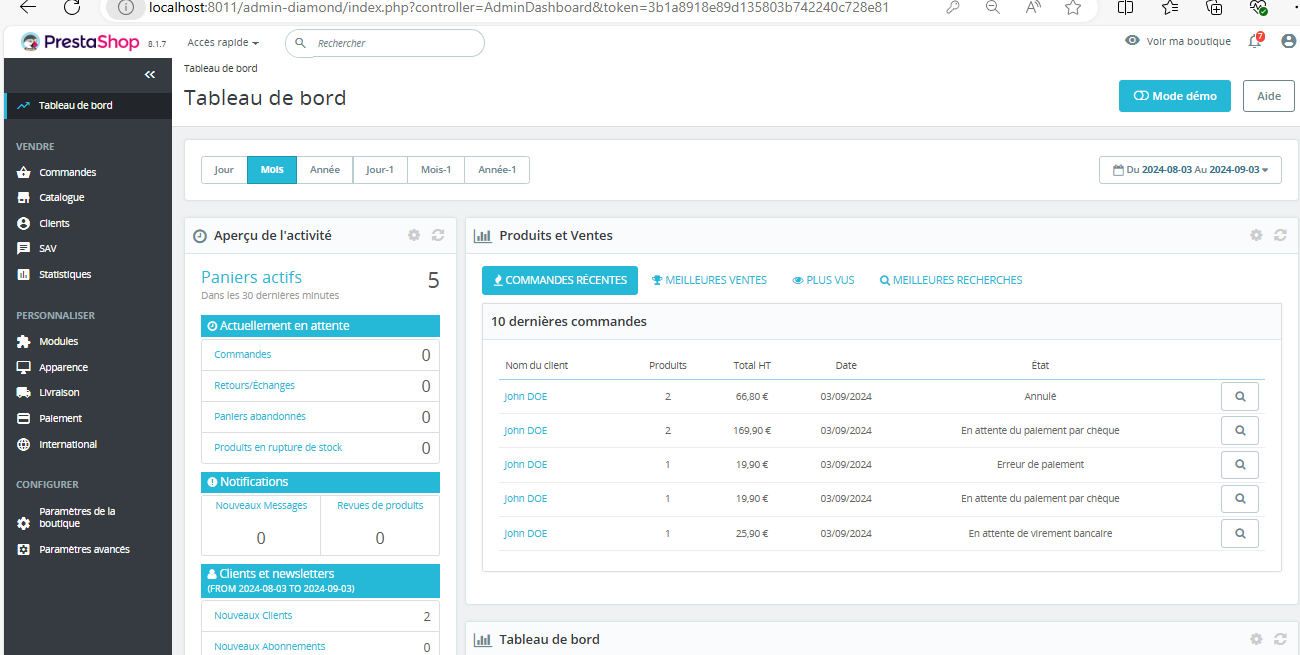 localhost:8011/admin-diamond/index.php?controller=AdminDashboard&token=3b1a8918e89d135803b742240c728e81
PrestaShop 8.1.7
Accès rapide
Rechercher
Voir ma boutique
7
Tableau de bord
Tableau de bord
Mode démo
Aide
Tableau de bord
VENDRE
Commandes
Catalogue
Clients
SAV
Statistiques
PERSONNALISER
Modules
Apparence
Livraison
Paiement
International
CONFIGURER
Paramètres de la
boutique
Paramètres avancés
Jour Mois Année Jour-1 Mois-1 Année-1
Du 2024-08-03 Au 2024-09-03
Aperçu de l'activité
Paniers actifs 5
Dans les 30 dernières minutes
Actuellement en attente
Commandes 0
Retours/Échanges 0
Paniers abandonnés 0
Produits en rupture de stock 0
Notifications
Nouveaux Messages Revues de produits
0 0
Clients et newsletters
(FROM 2024-08-03 TO 2024-09-03)
Nouveaux Clients 2
Nouveaux Abonnements 0
Produits et Ventes
COMMANDES RÉCENTES MEILLEURES VENTES PLUS VUS MEILLEURES RECHERCHES
10 dernières commandes
Nom du client Produits Total HT Date État
John DOE 2 66,80 € 03/09/2024 Annulé
John DOE 2 169,90 € 03/09/2024 En attente du paiement par chèque
John DOE 1 19,90 € 03/09/2024 Erreur de paiement
John DOE 1 19,90 € 03/09/2024 En attente du paiement par chèque
John DOE 1 25,90 € 03/09/2024 En attente de virement bancaire
Tableau de bord